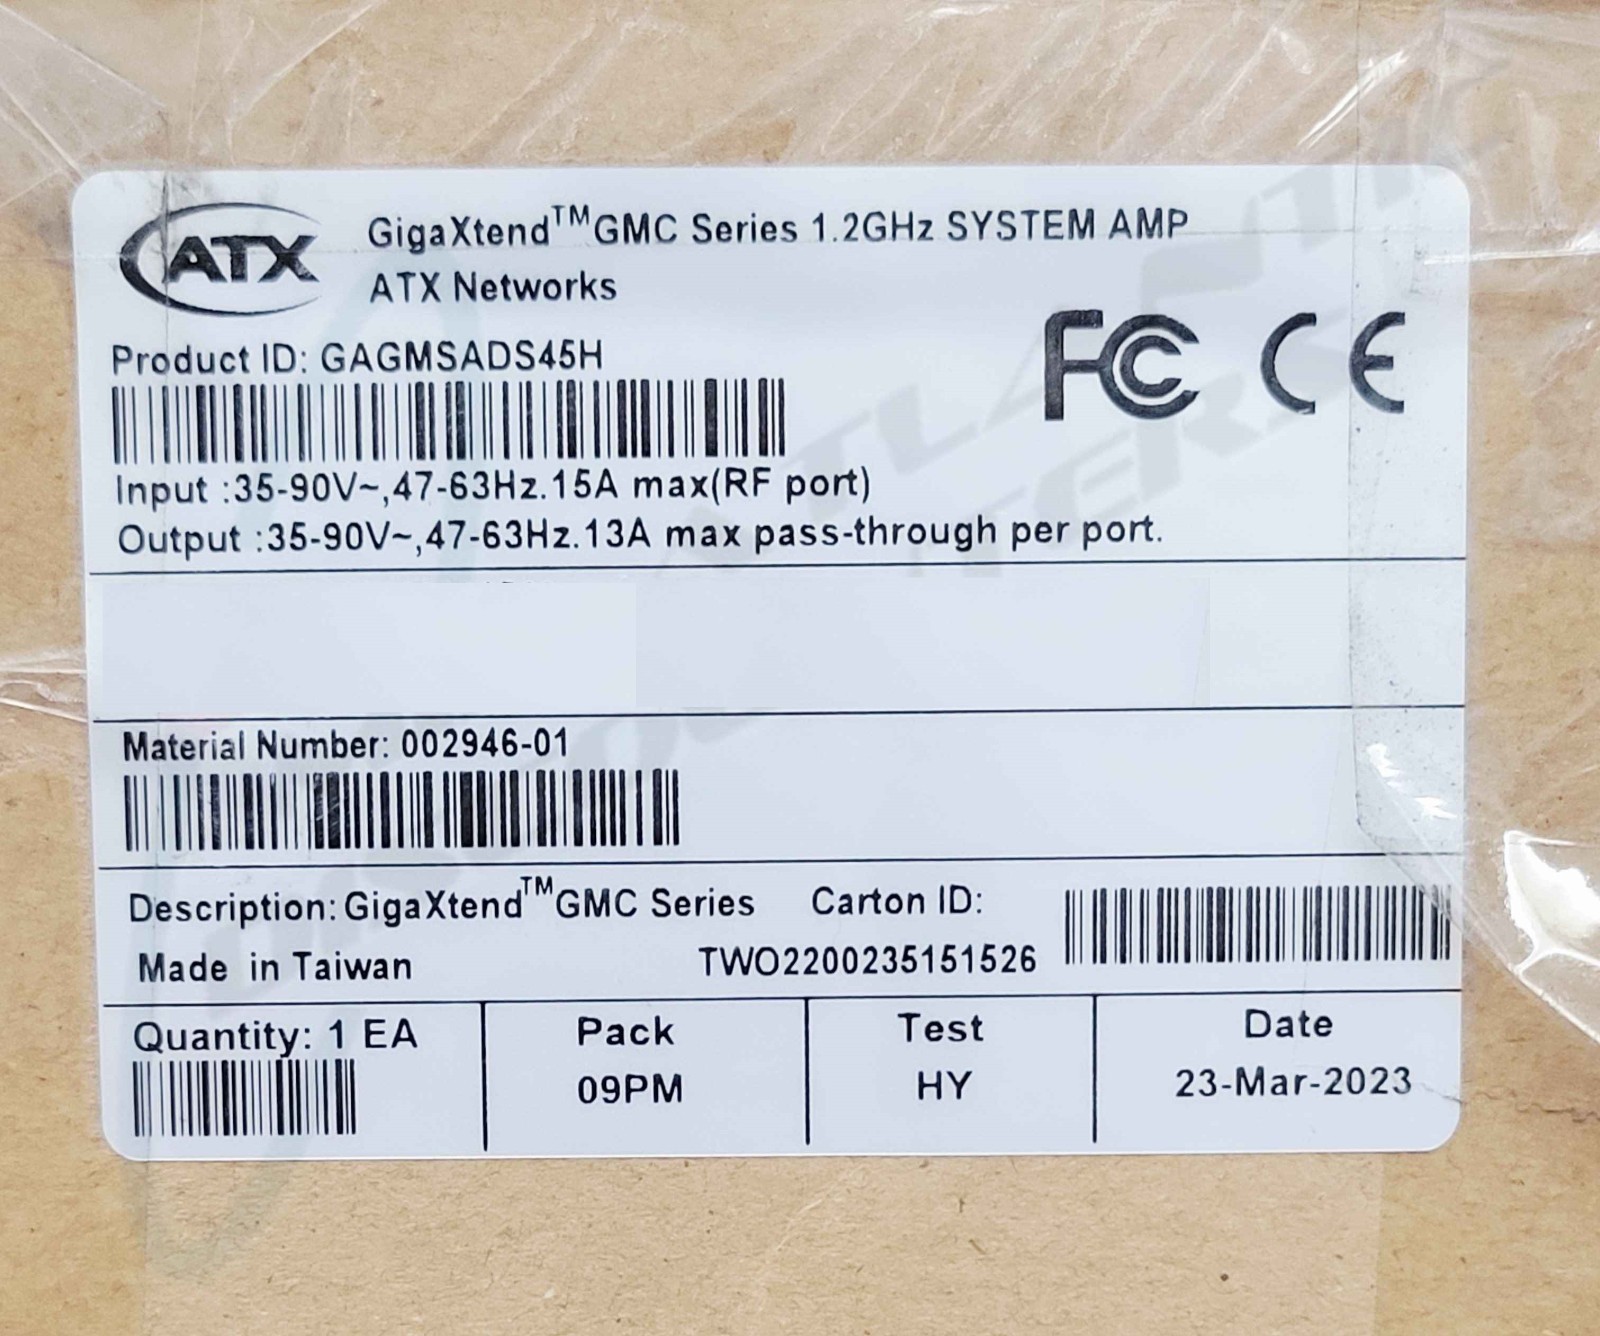 ATX
GigaXtend™GMC Series 1.2GHz SYSTEM AMP
ATX Networks
Product ID: GAGMSADS45H
FC CE
Input :35-90V~,47-63Hz.15A max(RF port)
Output :35-90V~,47-63Hz.13A max pass-through per port.
Material Number: 002946-01
Description: GigaXtend™GMC Series
Carton ID:
Made in Taiwan
TWO2200235151526
Quantity: 1 EA
Pack
Test
Date
09PM
HY
23-Mar-2023